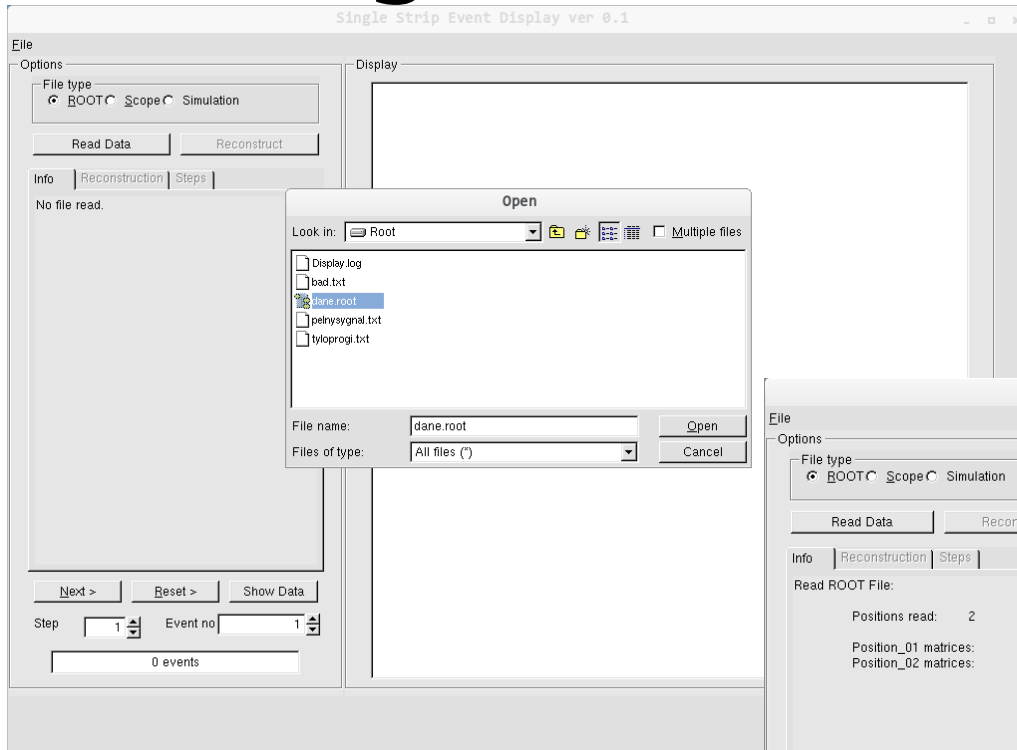 Single Strip Event Display ver 0.1
File
Options
File type
ROOT Scope Simulation
Read Data Reconstruct
Info Reconstruction Steps
No file read.
Next > Reset > Show Data
Step 1 Event no 1
0 events
Display
Open
Look in: Root Multiple files
Display.log
bad.txt
dane.root
pelnysygnal.txt
tyloprogi.txt
File name: dane.root Open
Files of type: All files (*) Cancel
File
Options
File type
ROOT Scope Simulation
Read Data Recor
Info Reconstruction Steps
Read ROOT File:
Positions read: 2
Position_01 matrices:
Position_02 matrices: